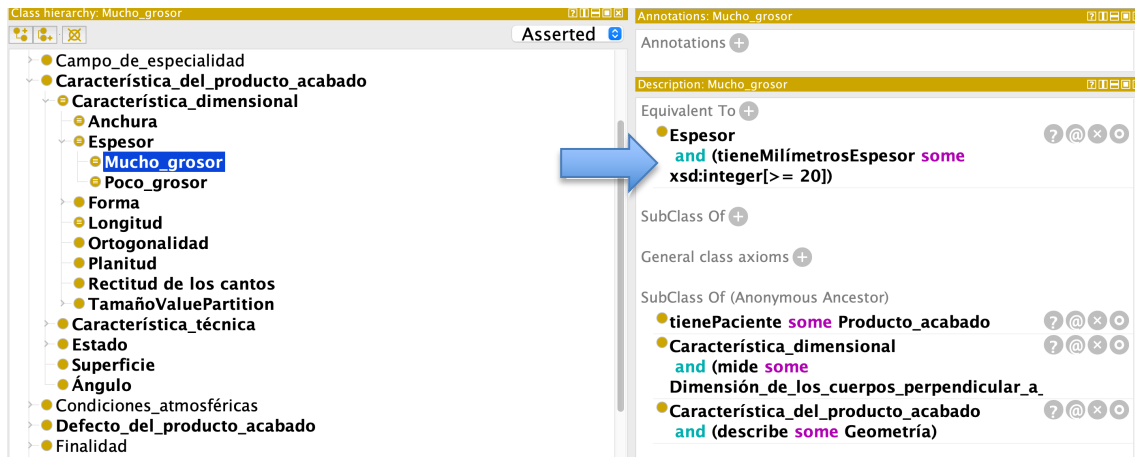 Class hierarchy: Mucho_grosor
Asserted
Campo_de_especialidad
Característica_del_producto_acabado
Característica_dimensional
Anchura
Espesor
Mucho_grosor
Poco_grosor
Forma
Longitud
Ortogonalidad
Planitud
Rectitud de los cantos
TamañoValuePartition
Característica_técnica
Estado
Superficie
Ángulo
Condiciones_atmosféricas
Defecto_del_producto_acabado
Finalidad
Annotations: Mucho_grosor
Annotations
Description: Mucho_grosor
Equivalent To
Espesor
and (tieneMilímetrosEspesor some
xsd:integer[>= 20])
SubClass Of
General class axioms
SubClass Of (Anonymous Ancestor)
tienePaciente some Producto_acabado
Característica_dimensional
and (mide some
Dimensión_de_los_cuerpos_perpendicular_a_
Característica_del_producto_acabado
and (describe some Geometría)